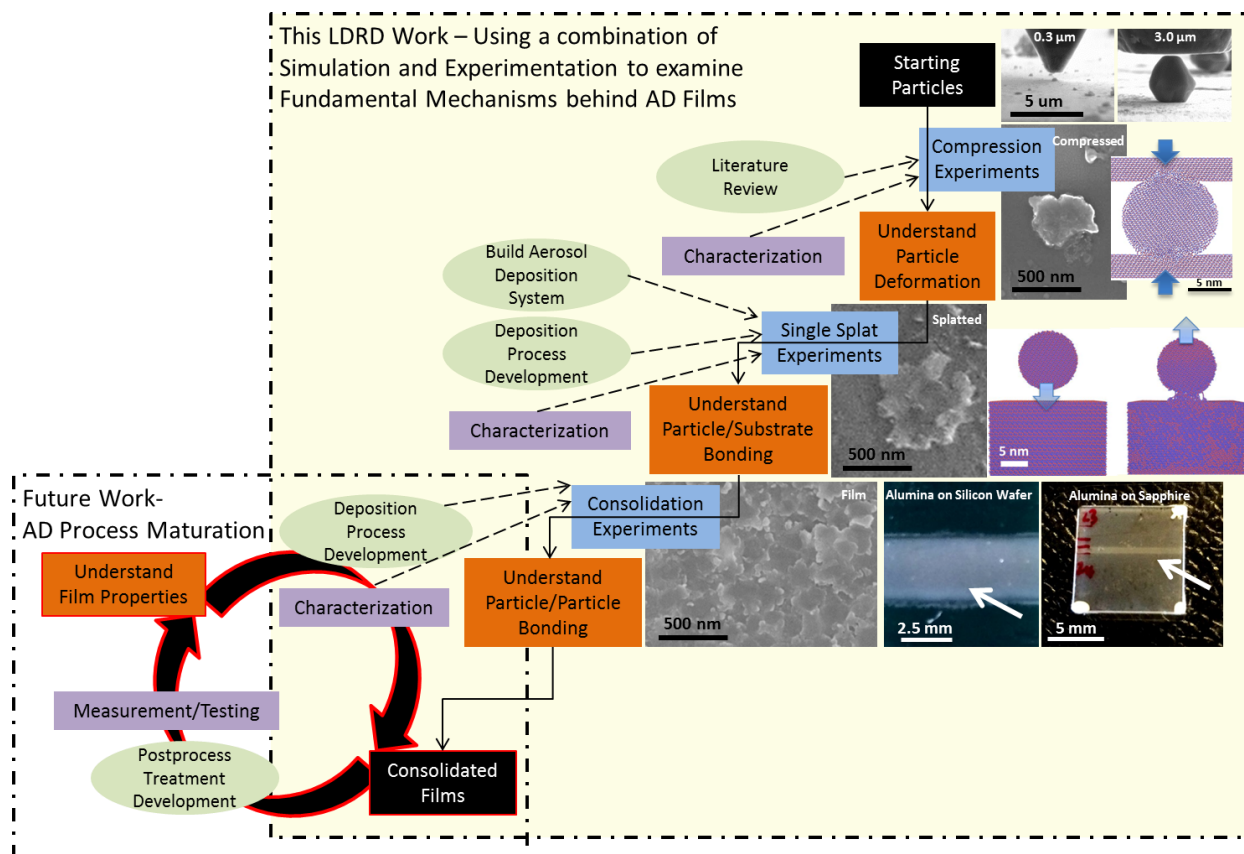 This LDRD Work – Using a combination of
Simulation and Experimentation to examine
Fundamental Mechanisms behind AD Films
Starting
Particles
0.3 µm
5 um
3.0 µm
Literature
Review
Compression
Experiments
Compressed
500 nm
5 nm
Characterization
Understand
Particle
Deformation
Build Aerosol
Deposition
System
Deposition
Process
Development
Single Splat
Experiments
Splatted
500 nm
5 nm
Characterization
Understand
Particle/Substrate
Bonding
Future Work-
AD Process Maturation
Deposition
Process
Development
Consolidation
Experiments
Film
500 nm
Alumina on Silicon Wafer
2.5 mm
Alumina on Sapphire
5 mm
Understand
Film Properties
Characterization
Understand
Particle/Particle
Bonding
Measurement/Testing
Postprocess
Treatment
Development
Consolidated
Films